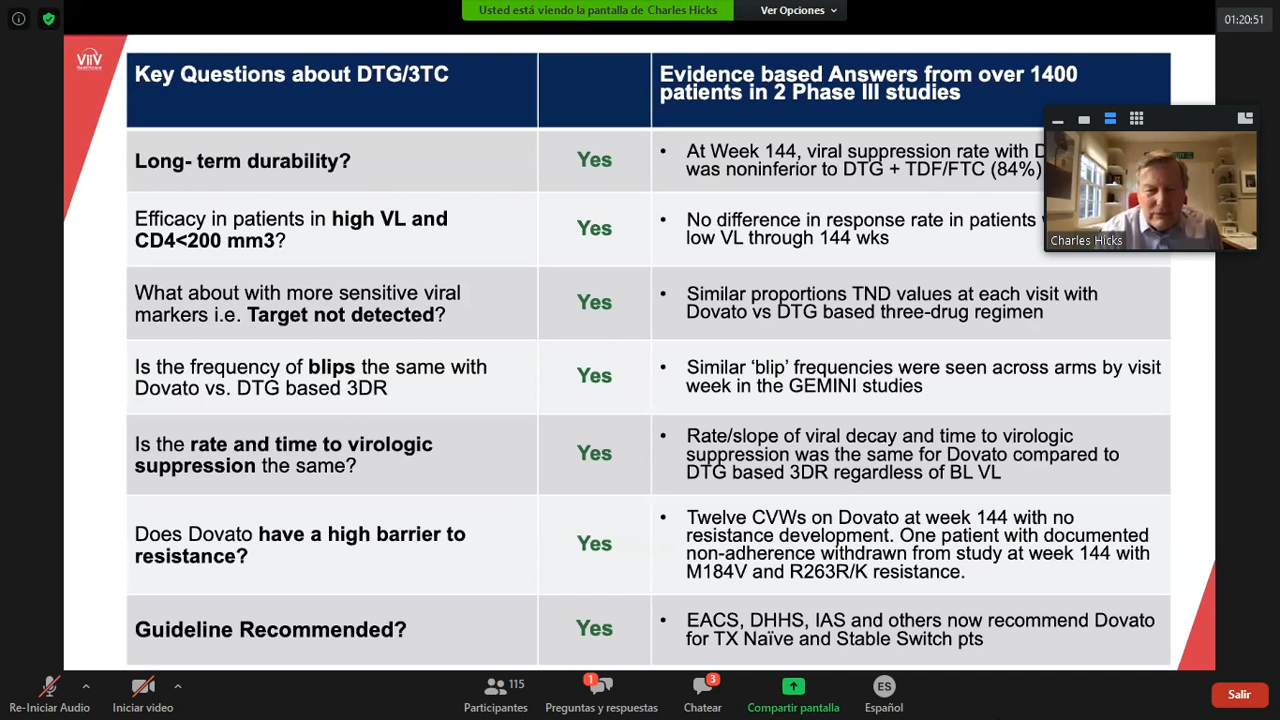 Usted está viendo la pantalla de Charles Hicks
Ver Opciones
01:20:51
ViiV
Healthcare
Key Questions about DTG/3TC
Evidence based Answers from over 1400
patients in 2 Phase III studies
Long- term durability?
Yes
• At Week 144, viral suppression rate with
was noninferior to DTG + TDF/FTC (84%)
Efficacy in patients in high VL and
CD4<200 mm3?
Yes
• No difference in response rate in patients
low VL through 144 wks
Charles Hicks
What about with more sensitive viral
markers i.e. Target not detected?
Yes
• Similar proportions TND values at each visit with
Dovato vs DTG based three-drug regimen
Is the frequency of blips the same with
Dovato vs. DTG based 3DR
Yes
• Similar ‘blip’ frequencies were seen across arms by visit
week in the GEMINI studies
Is the rate and time to virologic
suppression the same?
Yes
• Rate/slope of viral decay and time to virologic
suppression was the same for Dovato compared to
DTG based 3DR regardless of BL VL
Does Dovato have a high barrier to
resistance?
Yes
• Twelve CVWs on Dovato at week 144 with no
resistance development. One patient with documented
non-adherence withdrawn from study at week 144 with
M184V and R263R/K resistance.
Guideline Recommended?
Yes
• EACS, DHHS, IAS and others now recommend Dovato
for TX Naïve and Stable Switch pts
Re-Iniciar Audio
Iniciar video
115
Participantes
1
Preguntas y respuestas
3
Chatear
Compartir pantalla
ES
Español
Salir